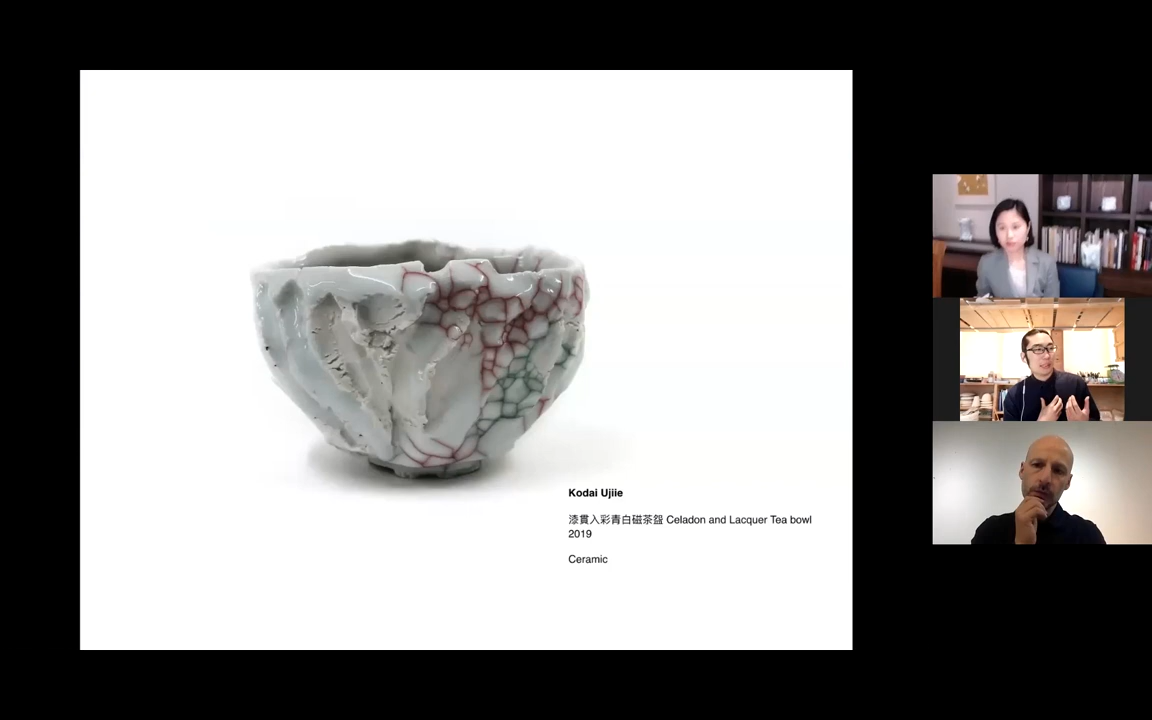 Kodai Ujiie
漆貫入彩青白磁茶盌 Celadon and Lacquer Tea bowl
2019
Ceramic